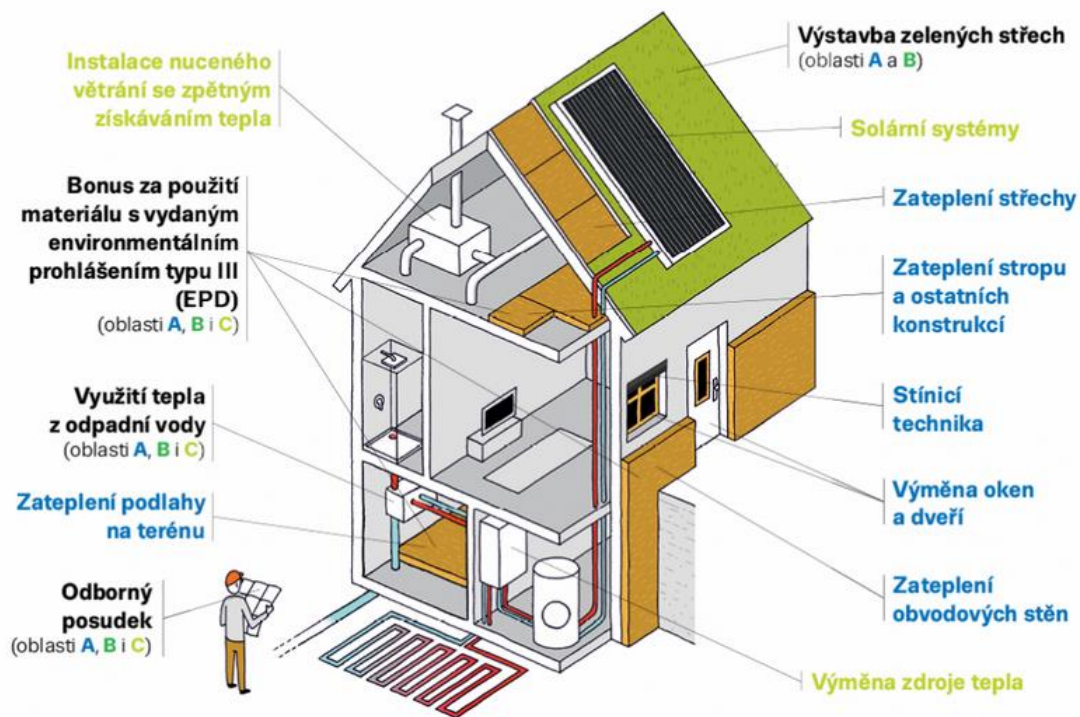 Instalace nuceného
větrání se zpětným
získáváním tepla
Bonus za použití
materiálu s vydaným
environmentálním
prohlášením typu III
(EPD)
(oblasti A, B i C)
Využití tepla
z odpadní vody
(oblasti A, B i C)
Zateplení podlahy
na terénu
Odborný
posudek
(oblasti A, B i C)
Výstavba zelených střech
(oblasti A a B)
Solární systémy
Zateplení střechy
Zateplení stropu
a ostatních
konstrukcí
Stínicí
technika
Výměna oken
a dveří
Zateplení
obvodových stěn
Výměna zdroje tepla